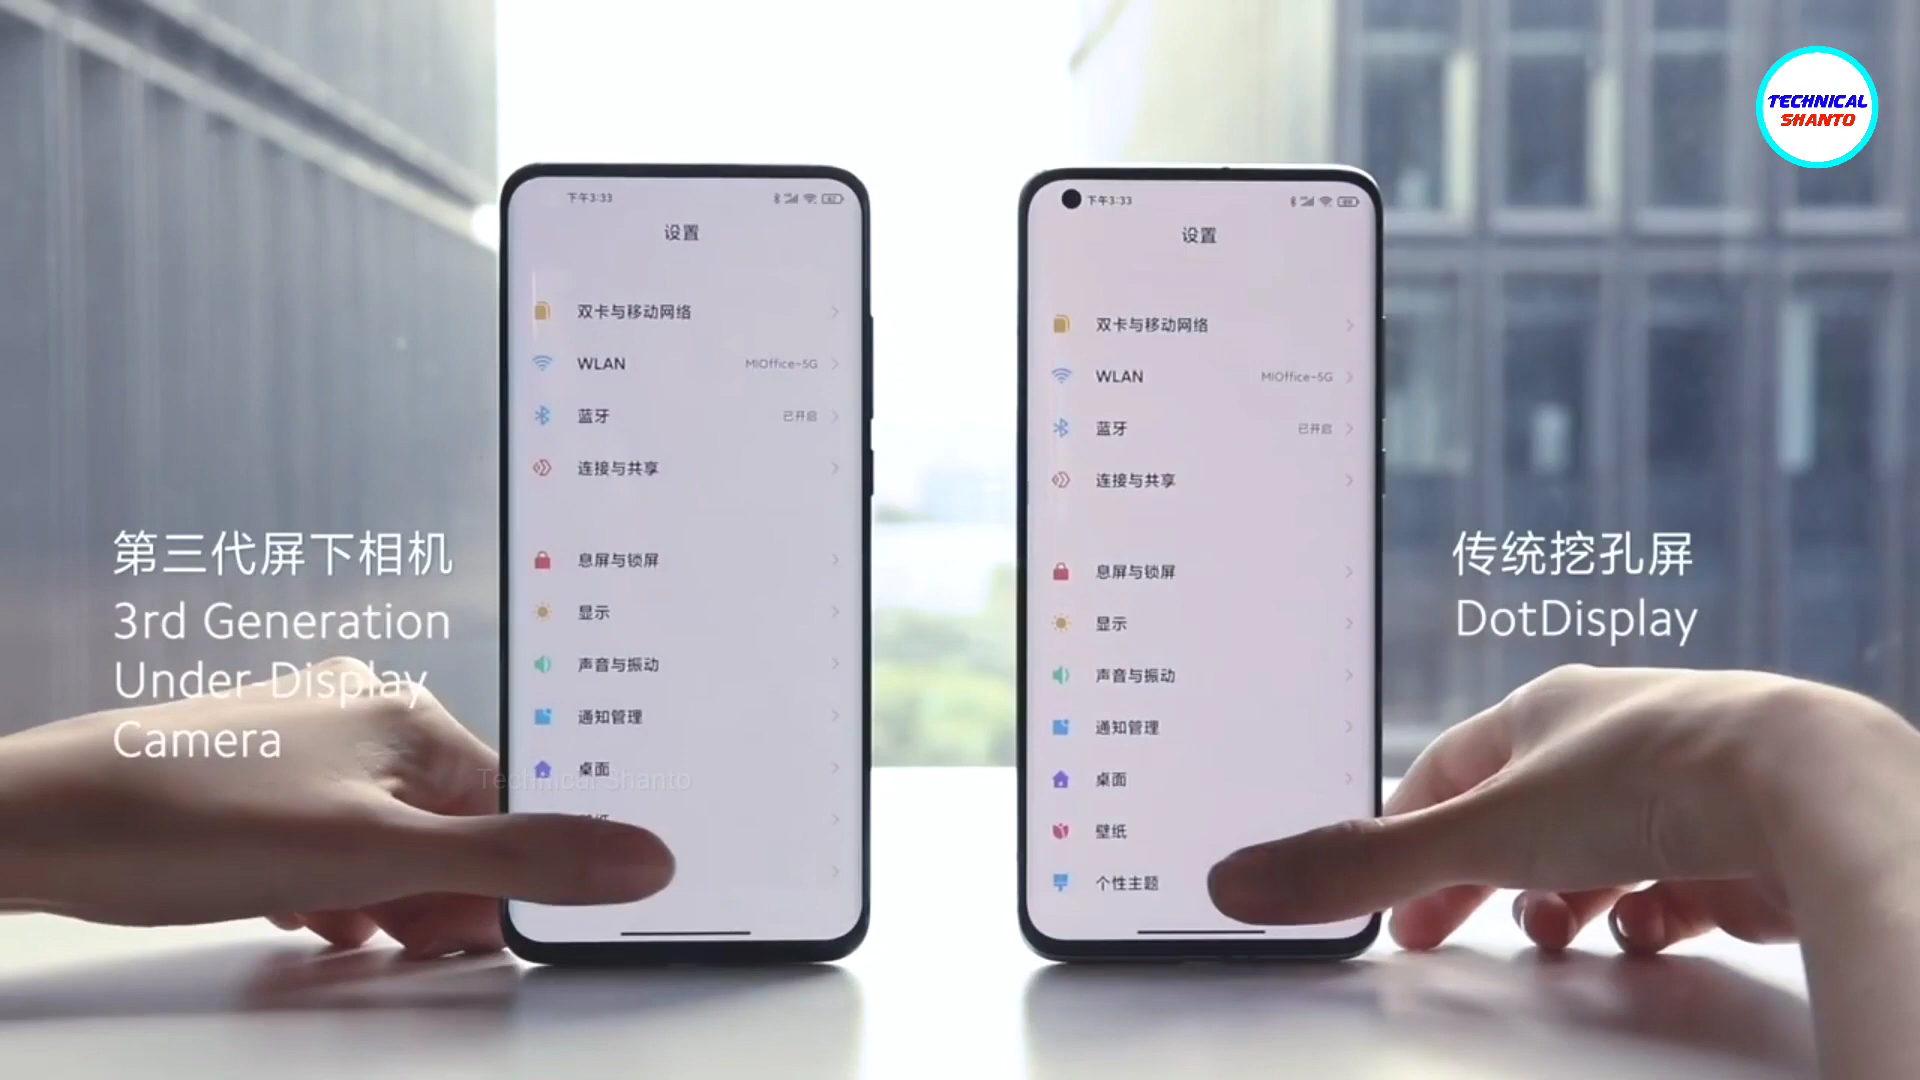 TECHNICAL
SHANTO
第三代屏下相机
3rd Generation
Under-Display
Camera
下午3:33
设置
双卡与移动网络
WLAN MIOffice-5G
蓝牙 已开启
连接与共享
息屏与锁屏
显示
声音与振动
通知管理
桌面
Technical Shanto
下午3:33
设置
双卡与移动网络
WLAN MIOffice-5G
蓝牙 已开启
连接与共享
息屏与锁屏
显示
声音与振动
通知管理
桌面
壁纸
个性主题
传统挖孔屏
DotDisplay